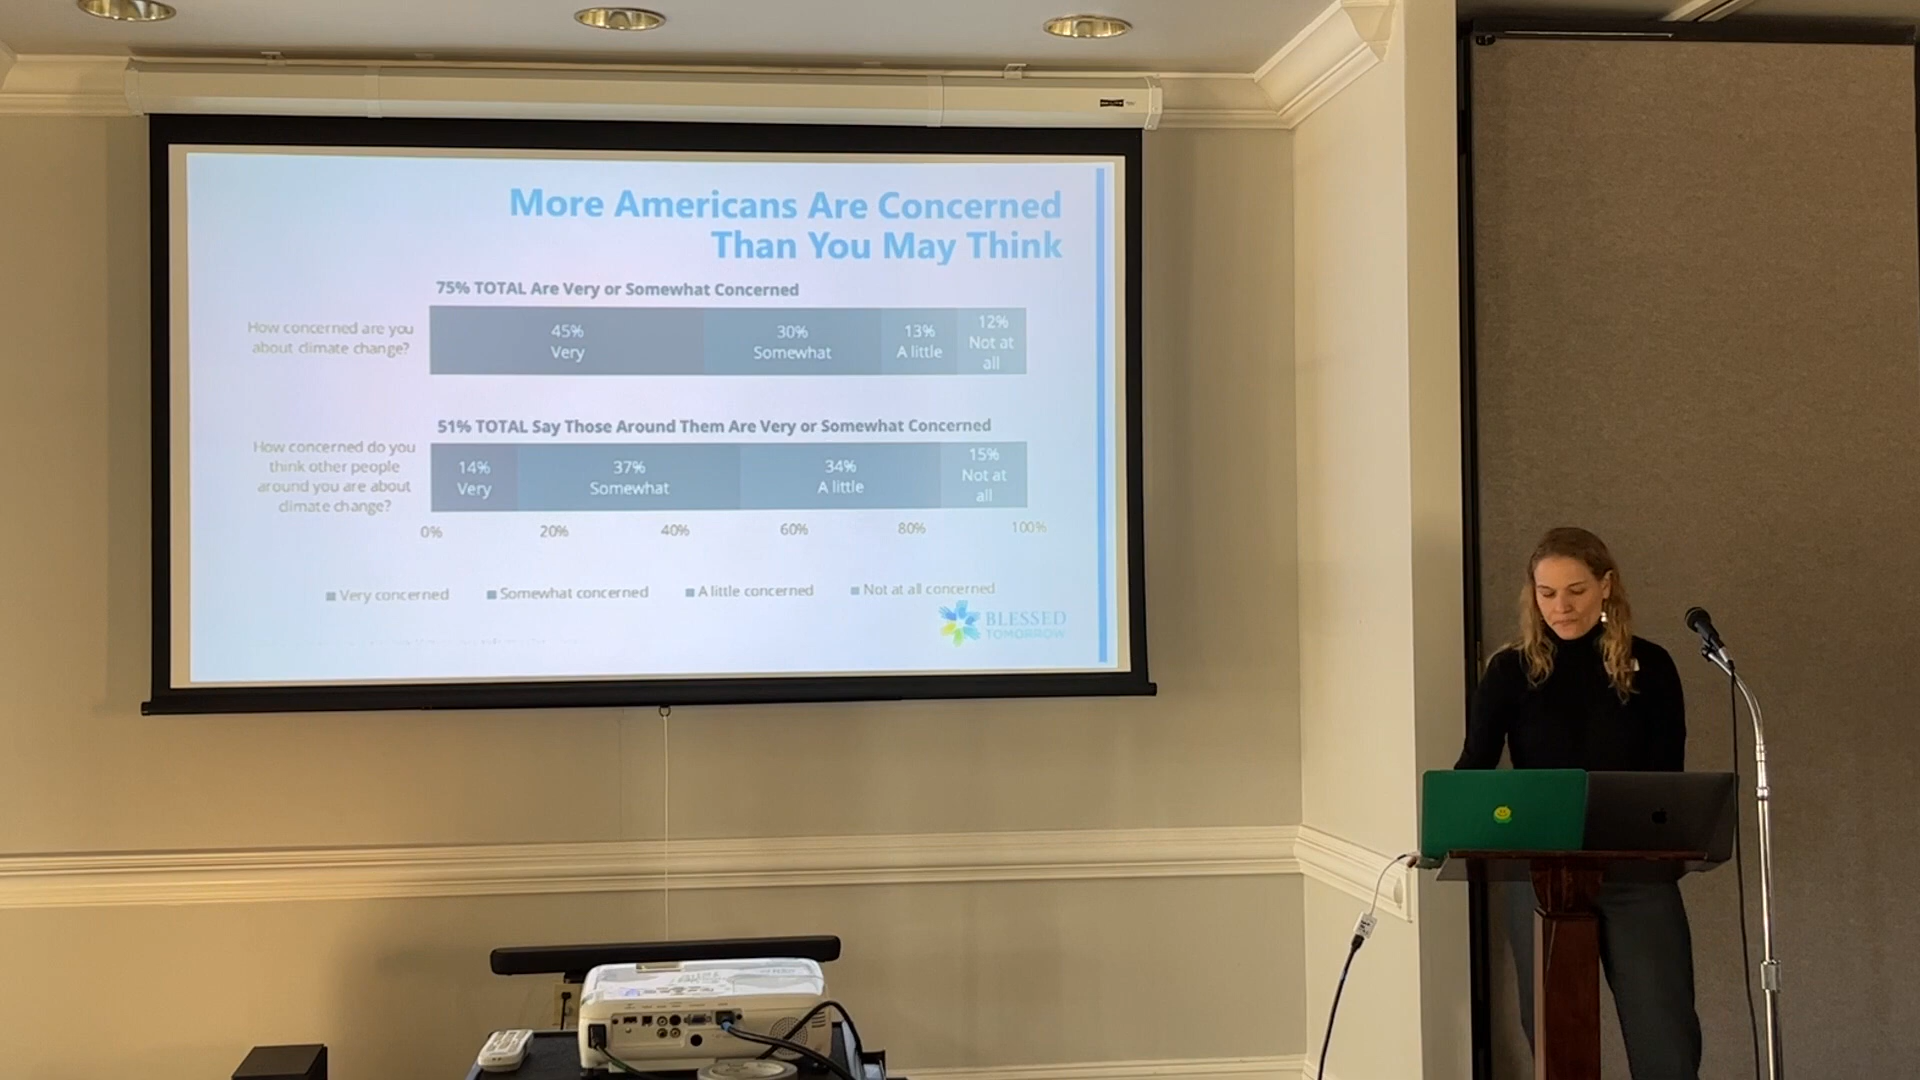 More Americans Are Concerned
Than You May Think
75% TOTAL Are Very or Somewhat Concerned
How concerned are you
about climate change?
45%
Very
30%
Somewhat
13%
A little
12%
Not at
all
51% TOTAL Say Those Around Them Are Very or Somewhat Concerned
How concerned do you
think other people
around you are about
climate change?
14%
Very
37%
Somewhat
34%
A little
15%
Not at
all
0%
20%
40%
60%
80%
100%
Very concerned
Somewhat concerned
A little concerned
Not at all concerned
BLESSED
TOMORROW